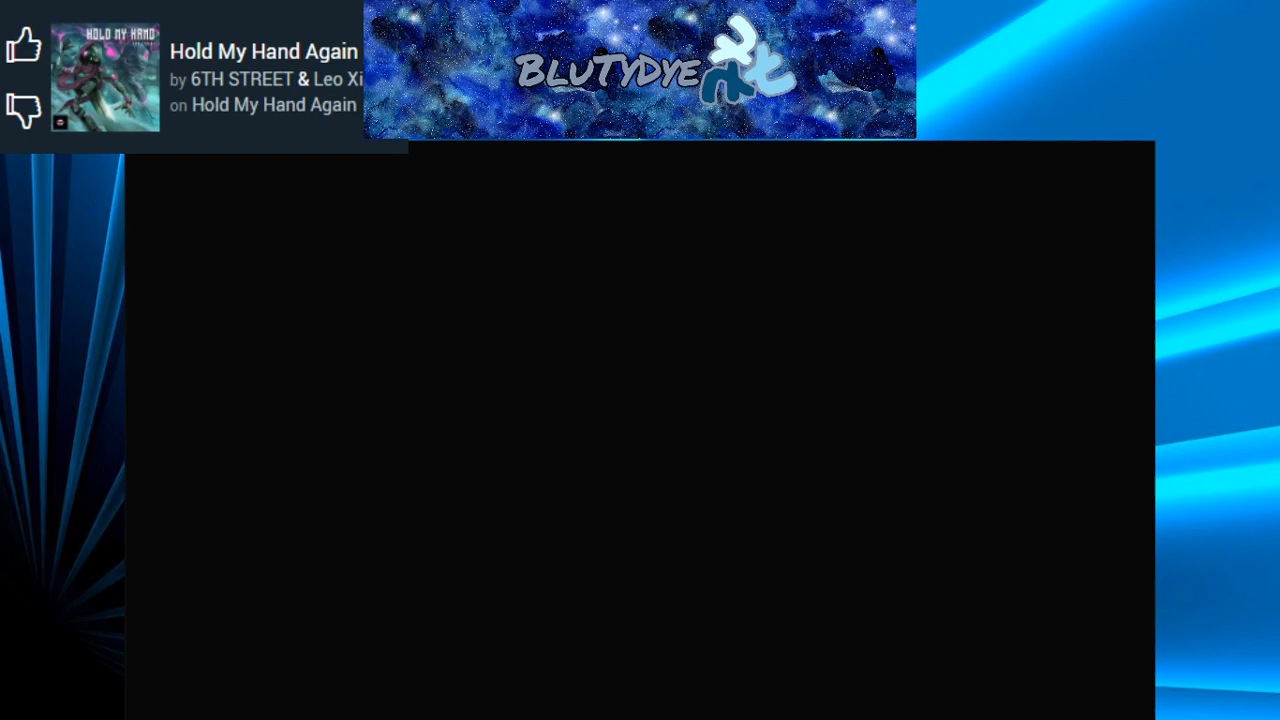 HOLD MY HAND
Hold My Hand Again
by 6TH STREET & Leo Xi
on Hold My Hand Again
BluTyDye